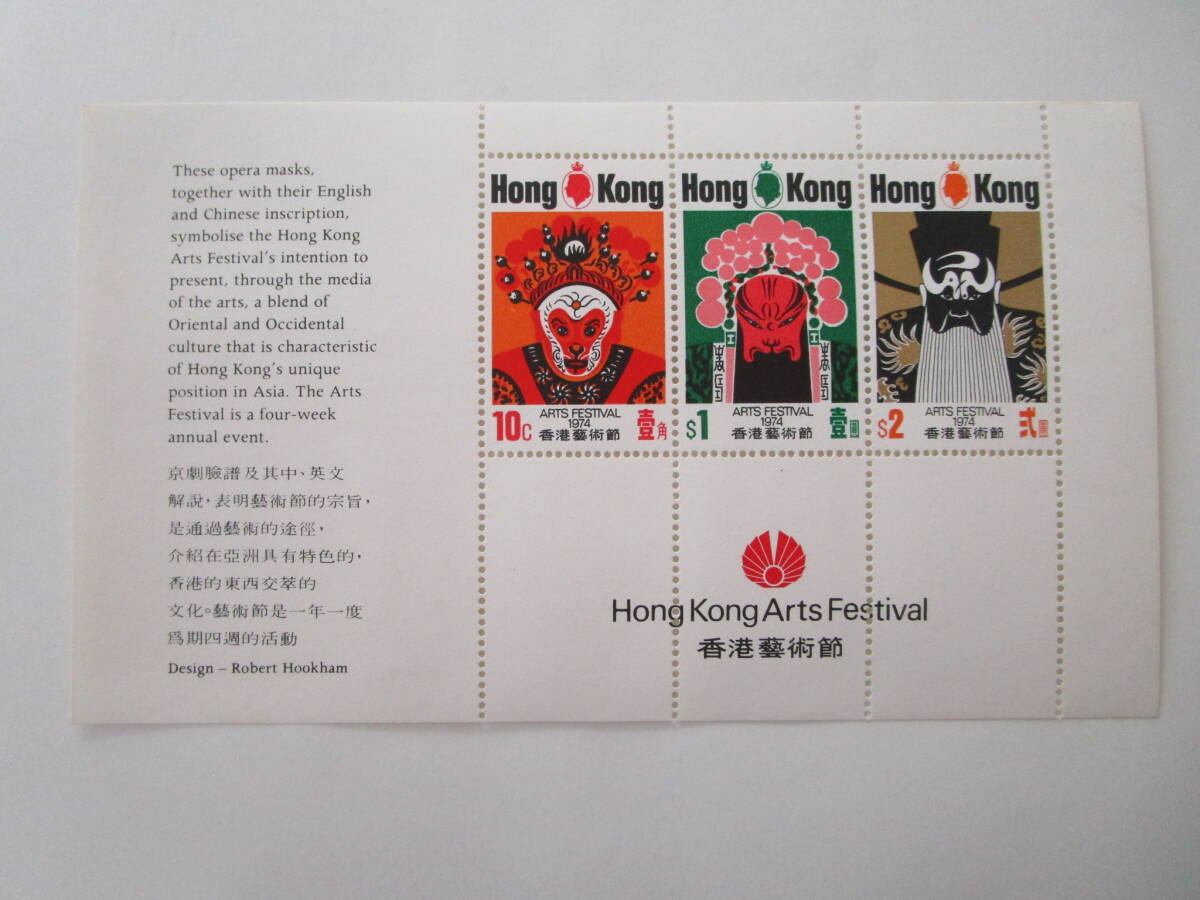 These opera masks,
together with their English
and Chinese inscription,
symbolise the Hong Kong
Arts Festival's intention to
present, through the media
of the arts, a blend of
Oriental and Occidental
culture that is characteristic
of Hong Kong's unique
position in Asia. The Arts
Festival is a four-week
annual event.
京劇臉譜及其中、英文
解說，表明藝術節的宗旨，
是通過藝術的途徑，
介紹在亞洲具有特色的，
香港的東西交萃的
文化。藝術節是一年一度
爲期四週的活動
Design – Robert Hookham
Hong Kong
10c
ARTS FESTIVAL
1974
香港藝術節
壹角
Hong Kong
$1
ARTS FESTIVAL
1974
香港藝術節
壹圓
Hong Kong
$2
ARTS FESTIVAL
1974
香港藝術節
弍圓
Hong Kong Arts Festival
香港藝術節